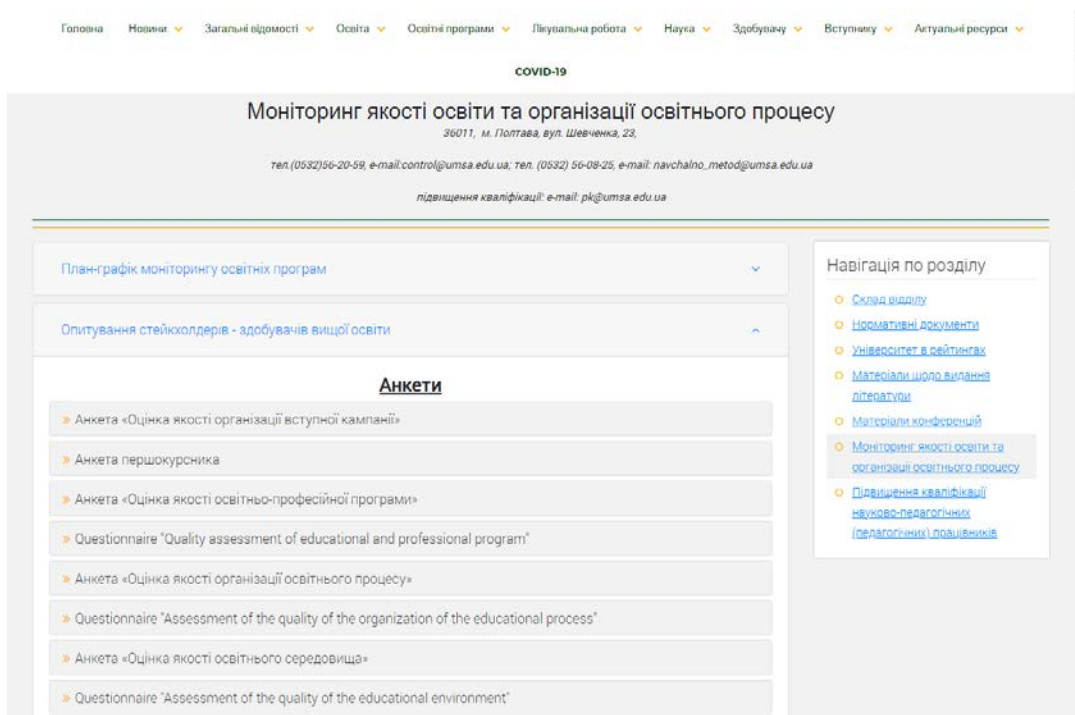 Головна Новини Загальні відомості Освіта Освітні програми Лікувальна робота Наука Здобувачу Вступнику Актуальні ресурси
COVID-19
Моніторинг якості освіти та організації освітнього процесу
36011, м. Полтава, вул. Шевченка, 23,
тел.(0532)56-20-59, e-mail:control@umsa.edu.ua; тел. (0532) 56-08-25, e-mail: navchalno_metod@umsa.edu.ua
підвищення кваліфікації: e-mail: pk@umsa.edu.ua
План-графік моніторингу освітніх програм
Опитування стейкхолдерів - здобувачів вищої освіти
Анкети
» Анкета «Оцінка якості організації вступної кампанії»
» Анкета першокурсника
» Анкета «Оцінка якості освітньо-професійної програми»
» Questionnaire "Quality assessment of educational and professional program"
» Анкета «Оцінка якості організації освітнього процесу»
» Questionnaire "Assessment of the quality of the organization of the educational process"
» Анкета «Оцінка якості освітнього середовища»
» Questionnaire "Assessment of the quality of the educational environment"
Навігація по розділу
Склад відділу
Нормативні документи
Університет в рейтингах
Матеріали щодо видання
літератури
Матеріали конференцій
Моніторинг якості освіти та
організації освітнього процесу
Підвищення кваліфікації
науково-педагогічних
(педагогічних) працівників